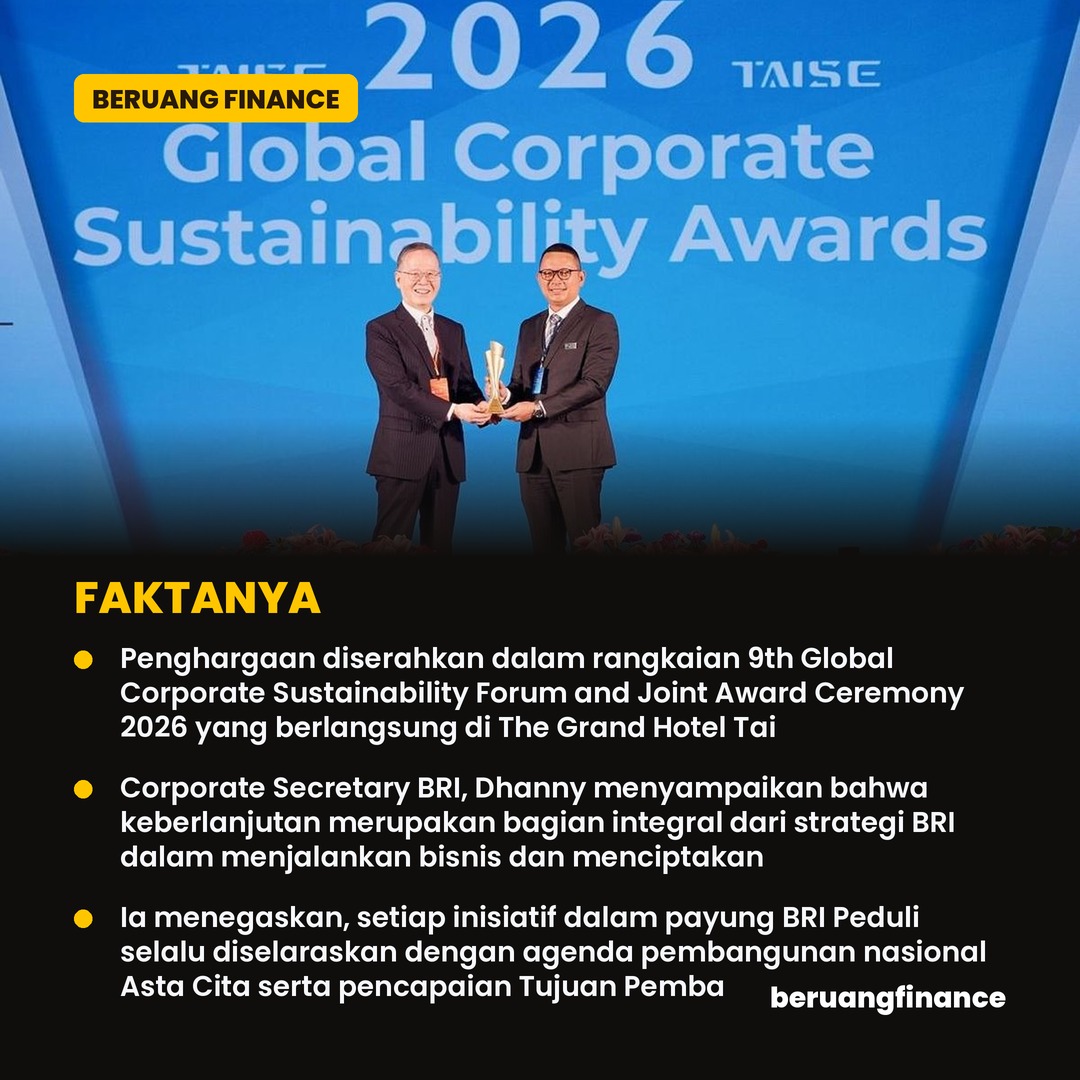 2026
TAISE
BERUANG FINANCE
Global Corporate
Sustainability Awards
FAKTANYA
Penghargaan diserahkan dalam rangkaian 9th Global
Corporate Sustainability Forum and Joint Award Ceremony
2026 yang berlangsung di The Grand Hotel Tai
Corporate Secretary BRI, Dhanny menyampaikan bahwa
keberlanjutan merupakan bagian integral dari strategi BRI
dalam menjalankan bisnis dan menciptakan
Ia menegaskan, setiap inisiatif dalam payung BRI Peduli
selalu diselaraskan dengan agenda pembangunan nasional
Asta Cita serta pencapaian Tujuan Pemba
beruangfinance